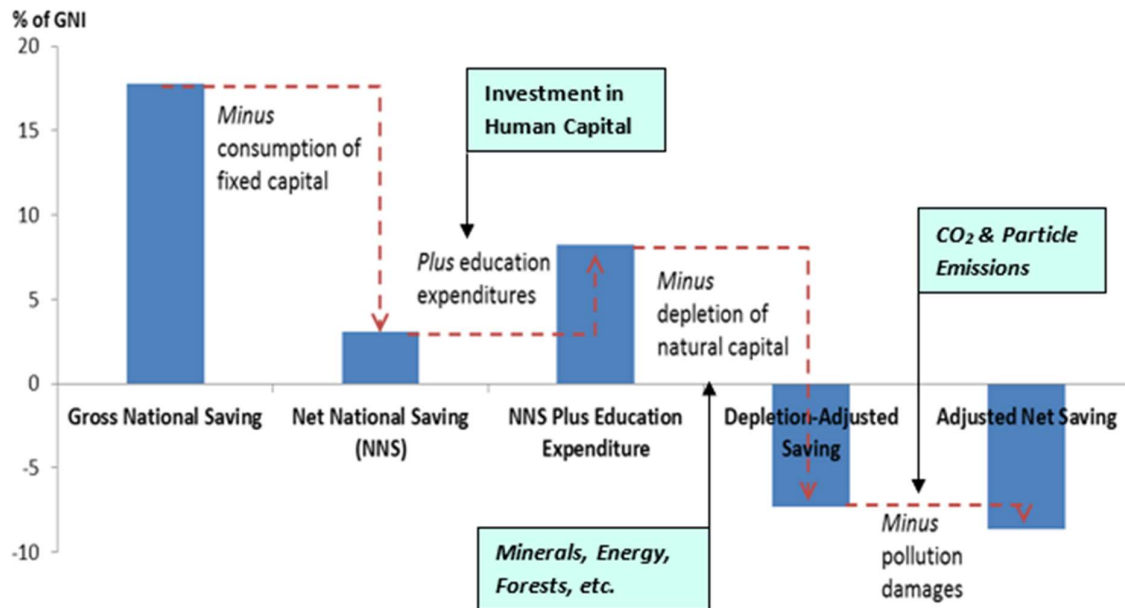 % of GNI
20
15
10
5
0
-5
-10
Minus
consumption of
fixed capital
Investment in
Human Capital
Plus education
expenditures
Minus
depletion of
natural capital
CO₂ & Particle
Emissions
Gross National Saving
Net National Saving
(NNS)
NNS Plus Education
Expenditure
Depletion-Adjusted
Saving
Adjusted Net Saving
Minerals, Energy,
Forests, etc.
Minus
pollution
damages